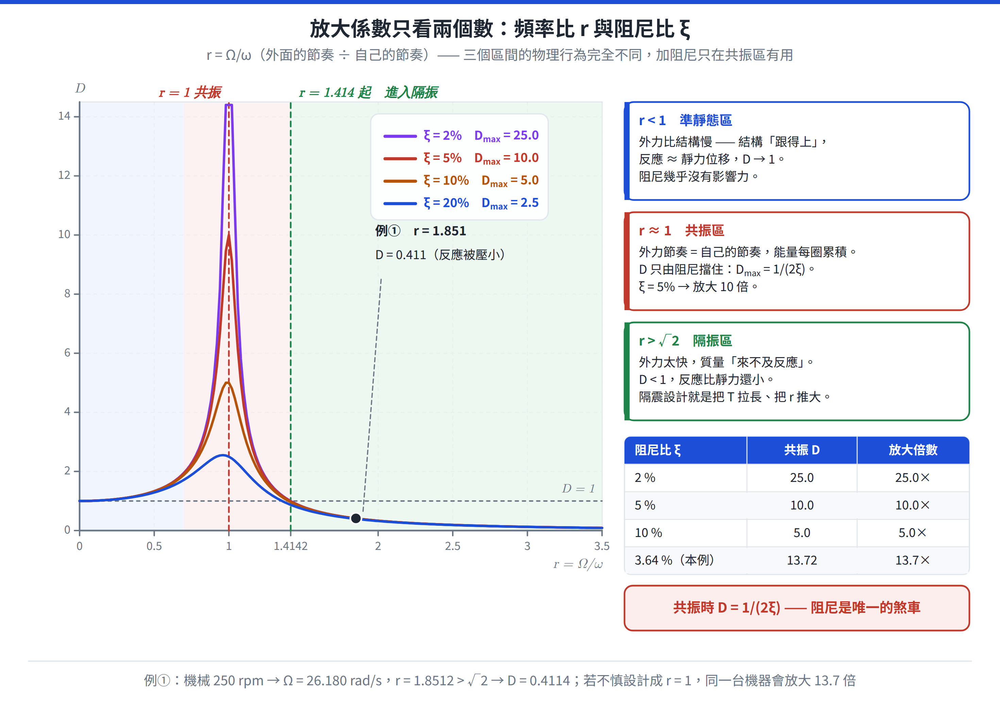 放大係數只看兩個數：頻率比 r 與阻尼比 ξ
r = Ω/ω（外面的節奏 ÷ 自己的節奏）—— 三個區間的物理行為完全不同，加阻尼只在共振區有用
D
r = 1 共振
r = 1.414 起　進入隔振
14
12
10
8
6
4
2
0
ξ = 2%　Dmax = 25.0
ξ = 5%　Dmax = 10.0
ξ = 10%　Dmax = 5.0
ξ = 20%　Dmax = 2.5
例①　r = 1.851
D = 0.411（反應被壓小）
D = 1
0
0.5
1
1.4142
2
2.5
3
3.5
r = Ω/ω
r < 1　準靜態區
外力比結構慢 —— 結構「跟得上」，
反應 ≈ 靜力位移，D → 1。
阻尼幾乎沒有影響力。
r ≈ 1　共振區
外力節奏 = 自己的節奏，能量每圈累積。
D 只由阻尼擋住：Dmax = 1/(2ξ)。
ξ = 5% → 放大 10 倍。
r > √2　隔振區
外力太快，質量「來不及反應」。
D < 1，反應比靜力還小。
隔震設計就是把 T 拉長、把 r 推大。
阻尼比 ξ　共振 D　放大倍數
2 %　25.0　25.0×
5 %　10.0　10.0×
10 %　5.0　5.0×
3.64 %（本例）　13.72　13.7×
共振時 D = 1/(2ξ) —— 阻尼是唯一的煞車
例①：機械 250 rpm → Ω = 26.180 rad/s，r = 1.8512 > √2 → D = 0.4114；若不慎設計成 r = 1，同一台機器會放大 13.7 倍